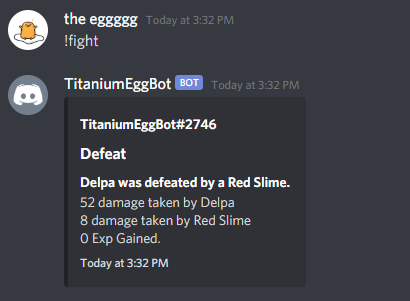 the eggggg Today at 3:32 PM
!fight
TitaniumEggBot BOT Today at 3:32 PM
TitaniumEggBot#2746
Defeat
Delpa was defeated by a Red Slime.
52 damage taken by Delpa
8 damage taken by Red Slime
0 Exp Gained.
Today at 3:32 PM